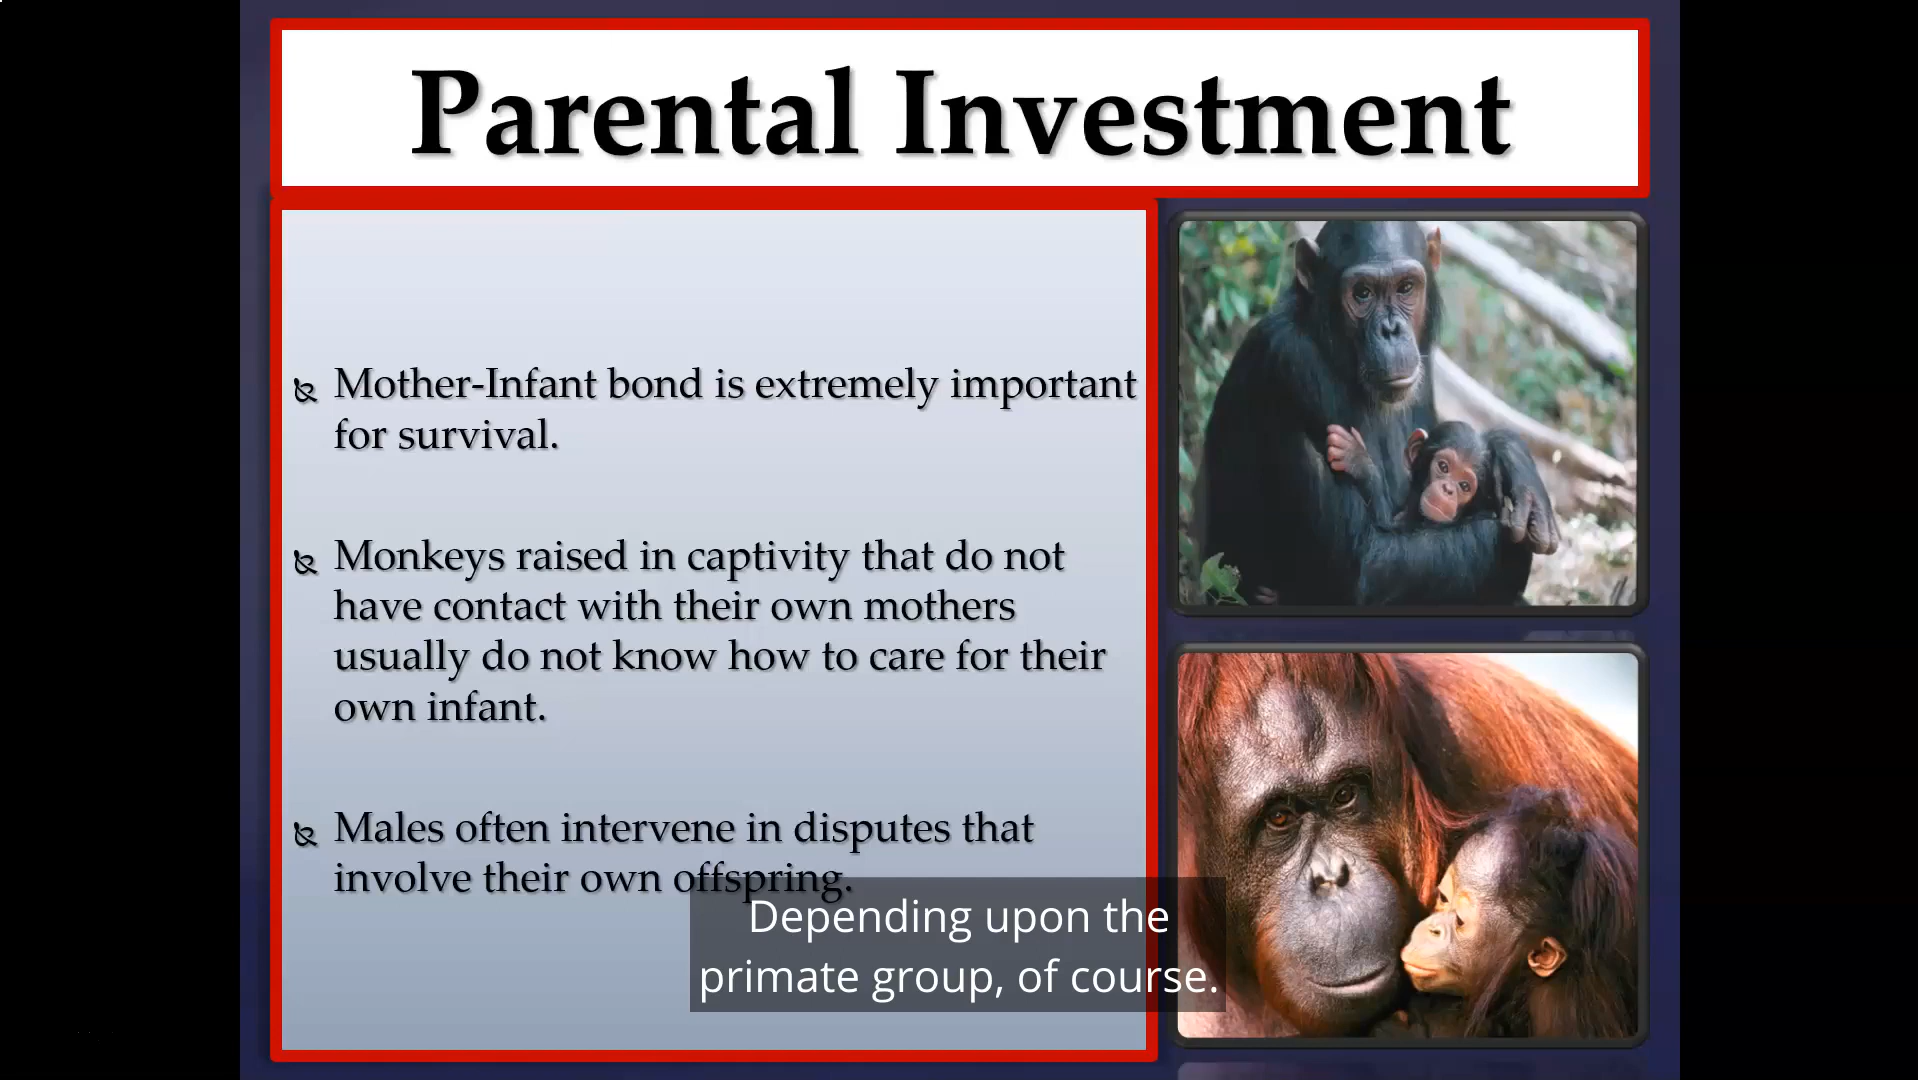 Parental Investment
Mother-Infant bond is extremely important
for survival.
Monkeys raised in captivity that do not
have contact with their own mothers
usually do not know how to care for their
own infant.
Males often intervene in disputes that
involve their own offspring.
Depending upon the
primate group, of course.